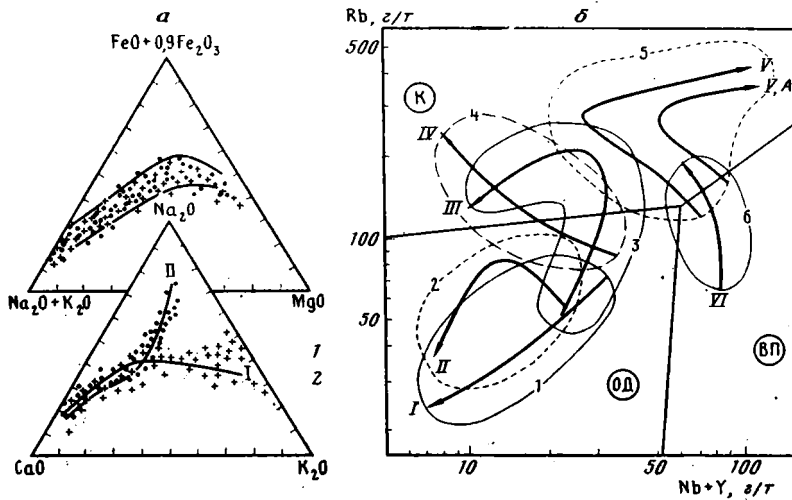 а
FeO + 0,9Fe₂O₃
Na₂O + K₂O
MgO
Na₂O
II
I
1
2
CaO
K₂O
б
Rb, г/т
500
100
50
10
50
100
Nb+Y, г/т
К
ОД
ВП
I
II
III
IV
V
V, A
VI
1
2
3
4
5
6